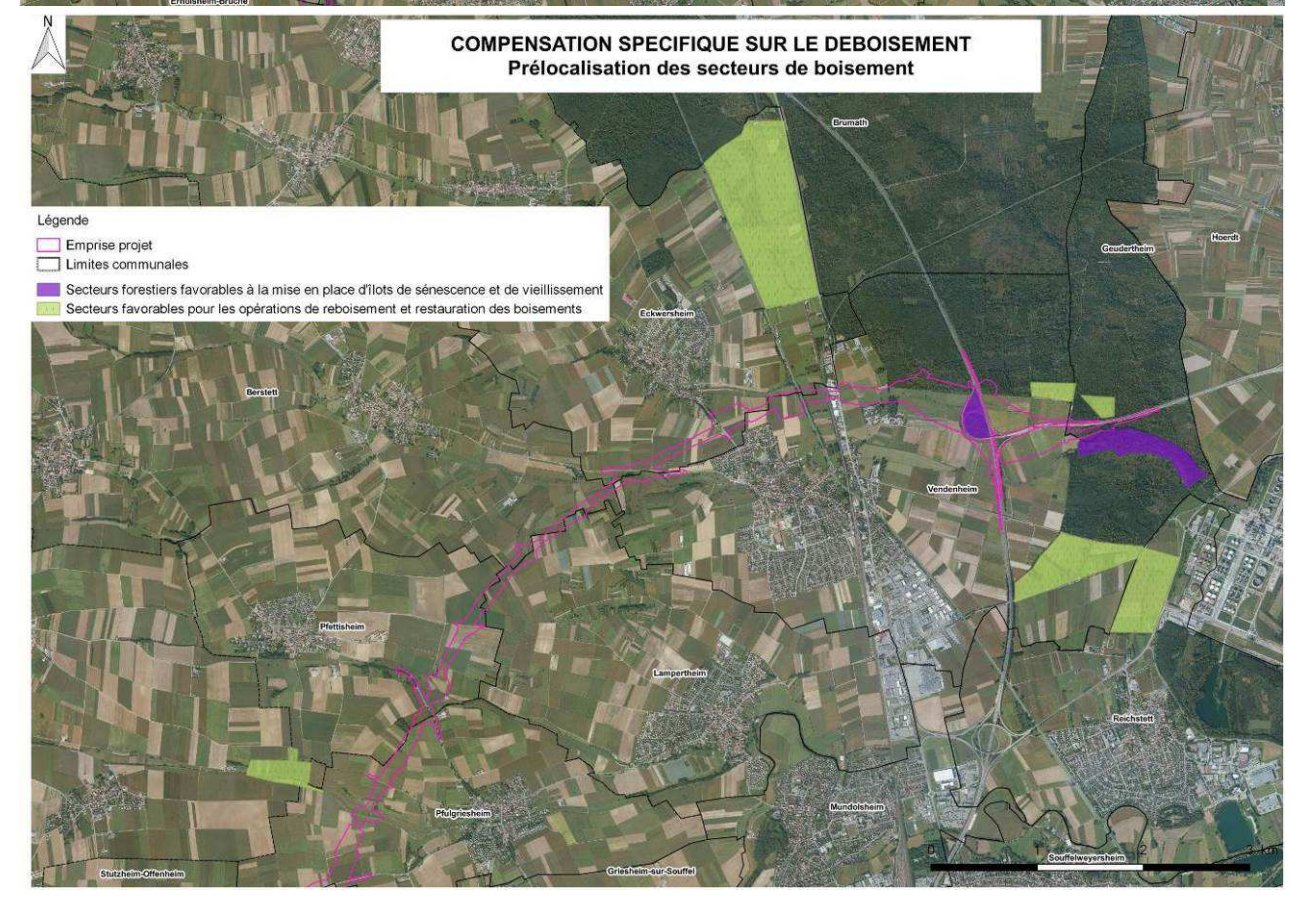 Ernolsheim-Bruche
N
COMPENSATION SPECIFIQUE SUR LE DEBOISEMENT
Prélocalisation des secteurs de boisement
Brumath
Légende
Emprise projet
Limites communales
Secteurs forestiers favorables à la mise en place d'îlots de sénescence et de vieillissement
Secteurs favorables pour les opérations de reboisement et restauration des boisements
Geudertheim
Hoerdt
Eckwersheim
Berstett
Vendenheim
Pfettisheim
Lampertheim
Reichstett
Pfulgriesheim
Mundolsheim
Stutzheim-Offenheim
Griesheim-sur-Souffel
Souffelweyersheim
0 1 2 3 Km